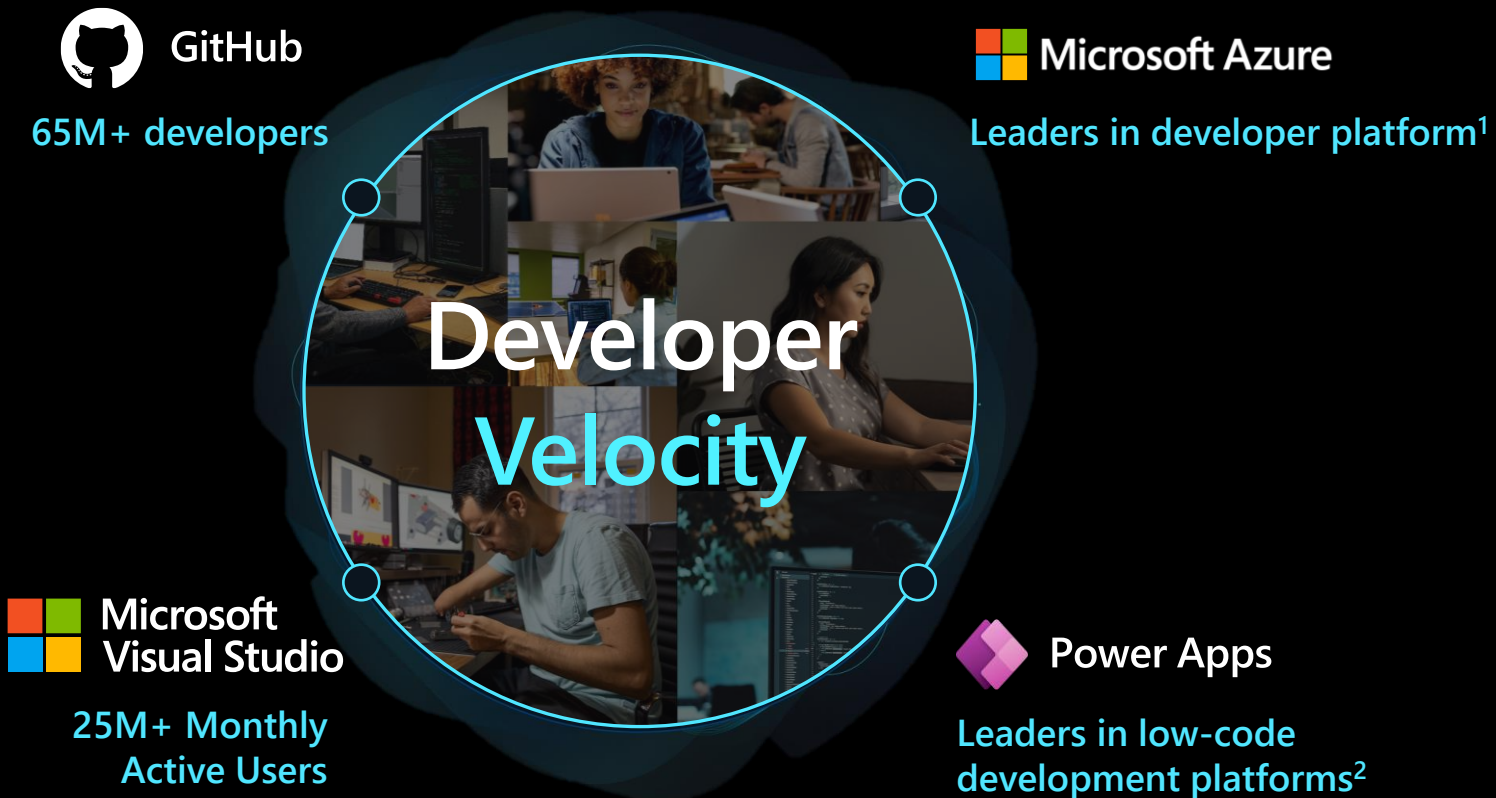 GitHub
65M+ developers
Microsoft Azure
Leaders in developer platform¹
Developer
Velocity
Microsoft
Visual Studio
25M+ Monthly
Active Users
Power Apps
Leaders in low-code
development platforms²